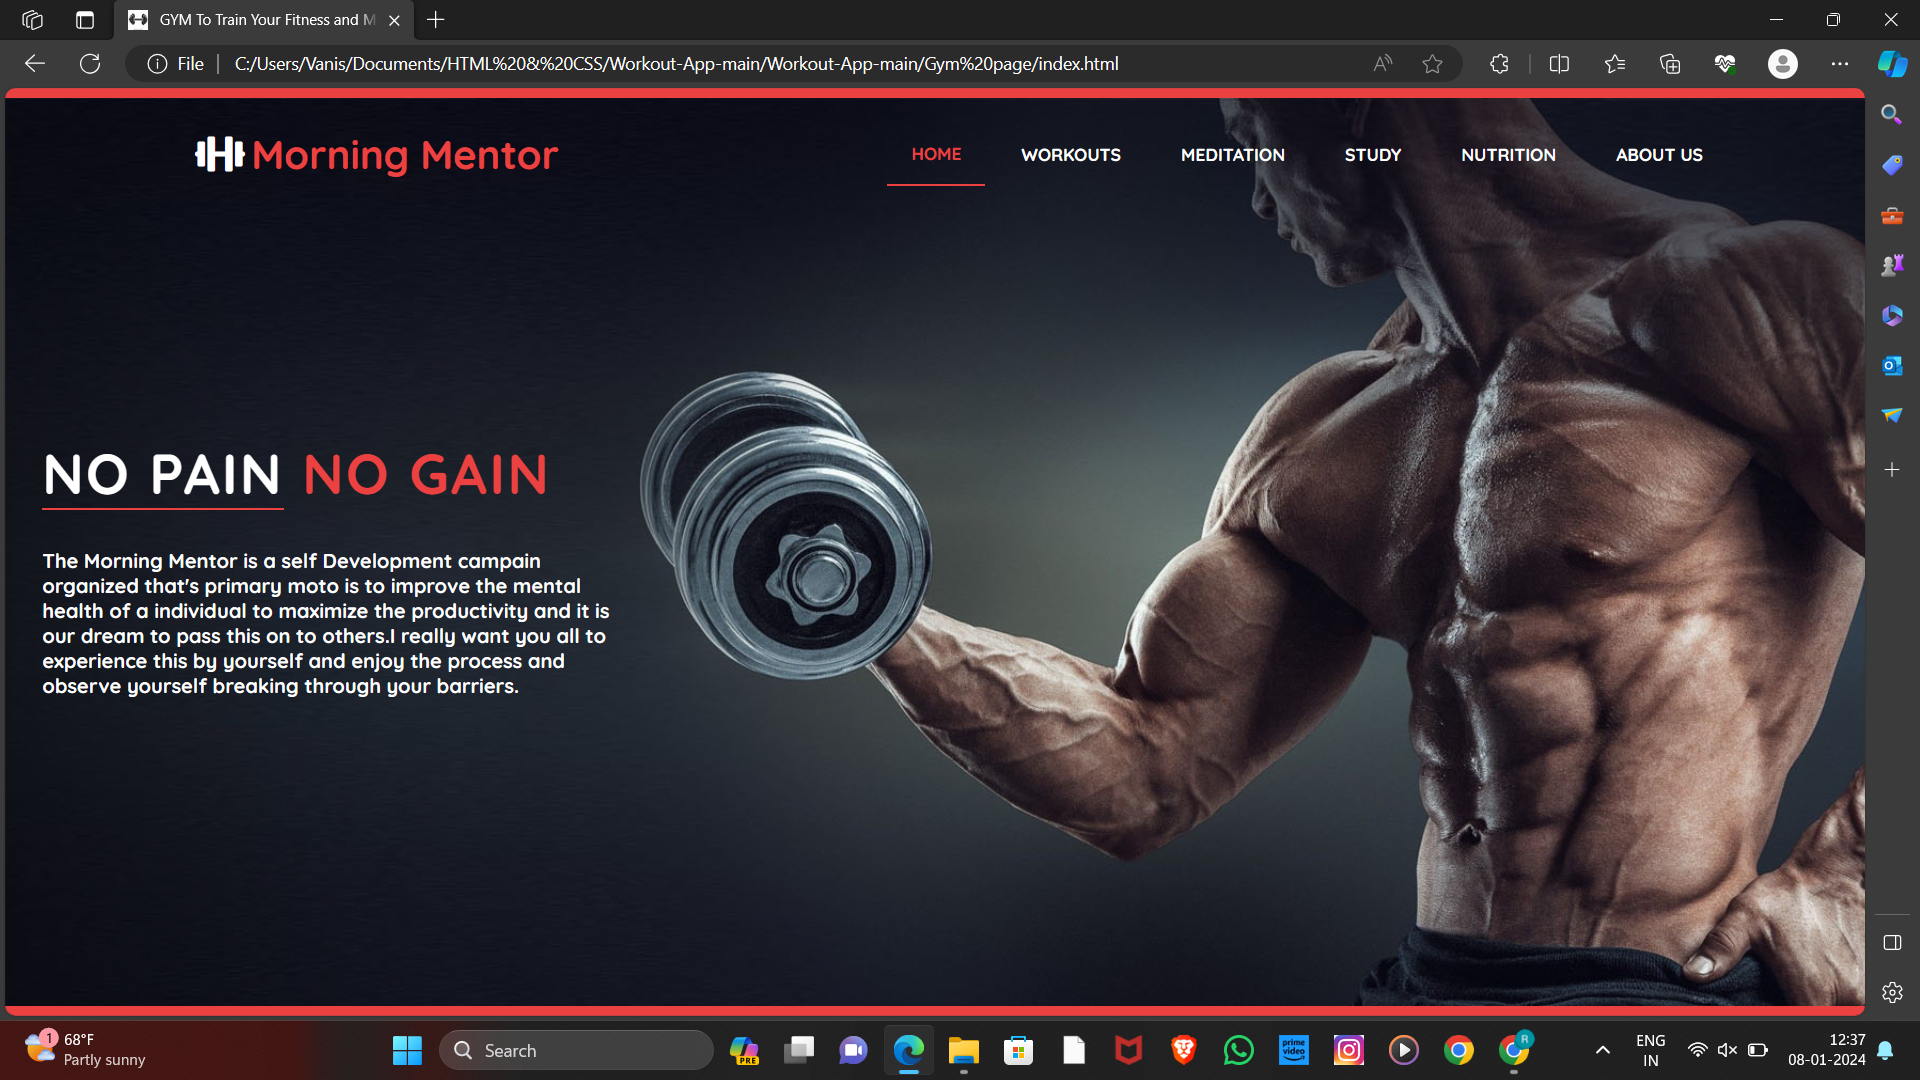 GYM To Train Your Fitness and M
File
C:/Users/Vanis/Documents/HTML%20&%20CSS/Workout-App-main/Workout-App-main/Gym%20page/index.html
Morning Mentor
HOME WORKOUTS MEDITATION STUDY NUTRITION ABOUT US
NO PAIN NO GAIN
The Morning Mentor is a self Development campain
organized that's primary moto is to improve the mental
health of a individual to maximize the productivity and it is
our dream to pass this on to others.I really want you all to
experience this by yourself and enjoy the process and
observe yourself breaking through your barriers.
1
68°F
Partly sunny
Search
PRE
prime
video
R
ENG
IN
12:37
08-01-2024